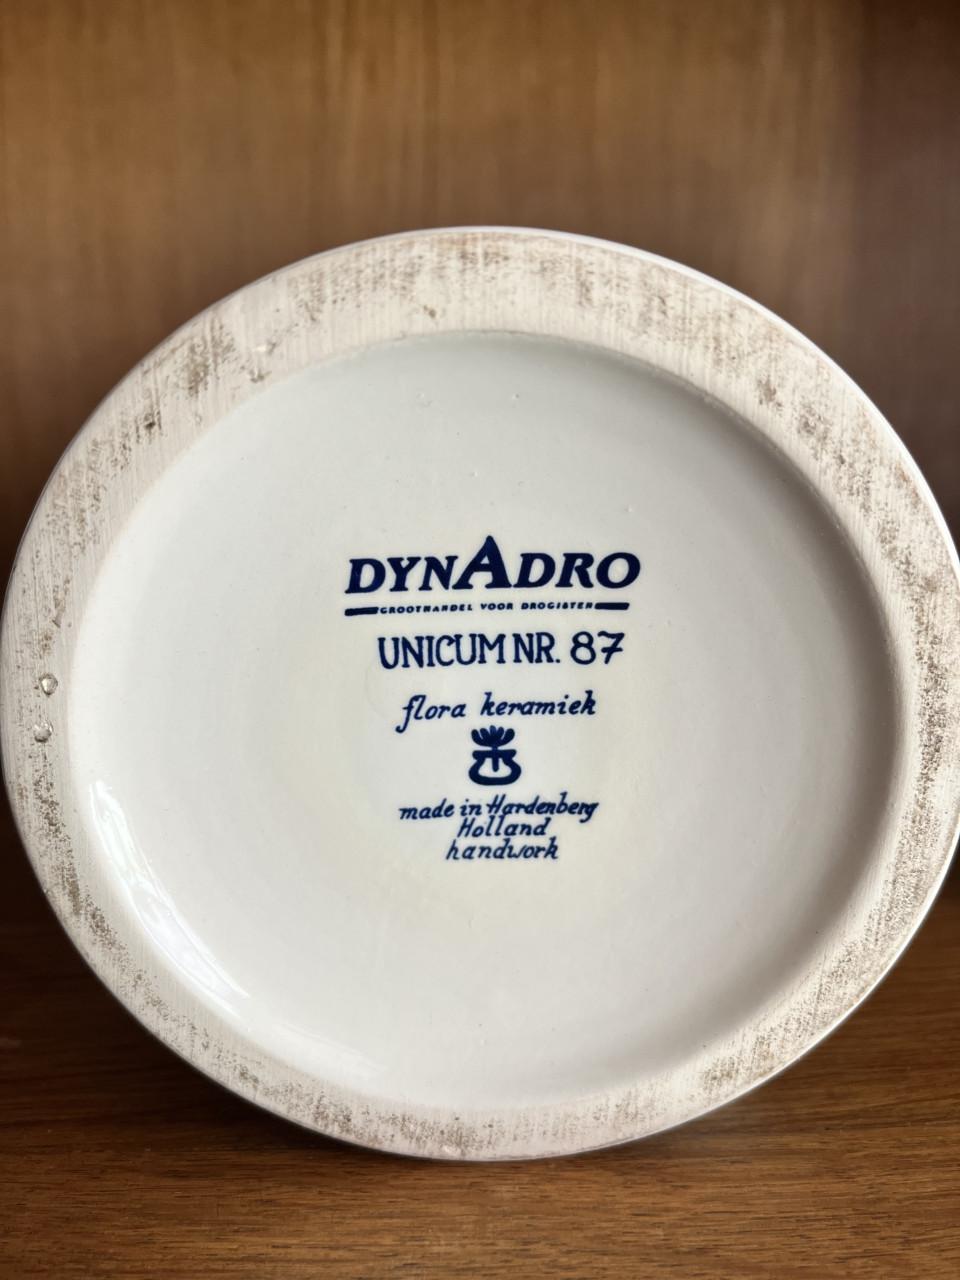 DYNADRO
GROOTHANDEL VOOR DROGISTEN
UNICUM NR. 87
flora keramiek
made in Hardenberg
Holland
handwork